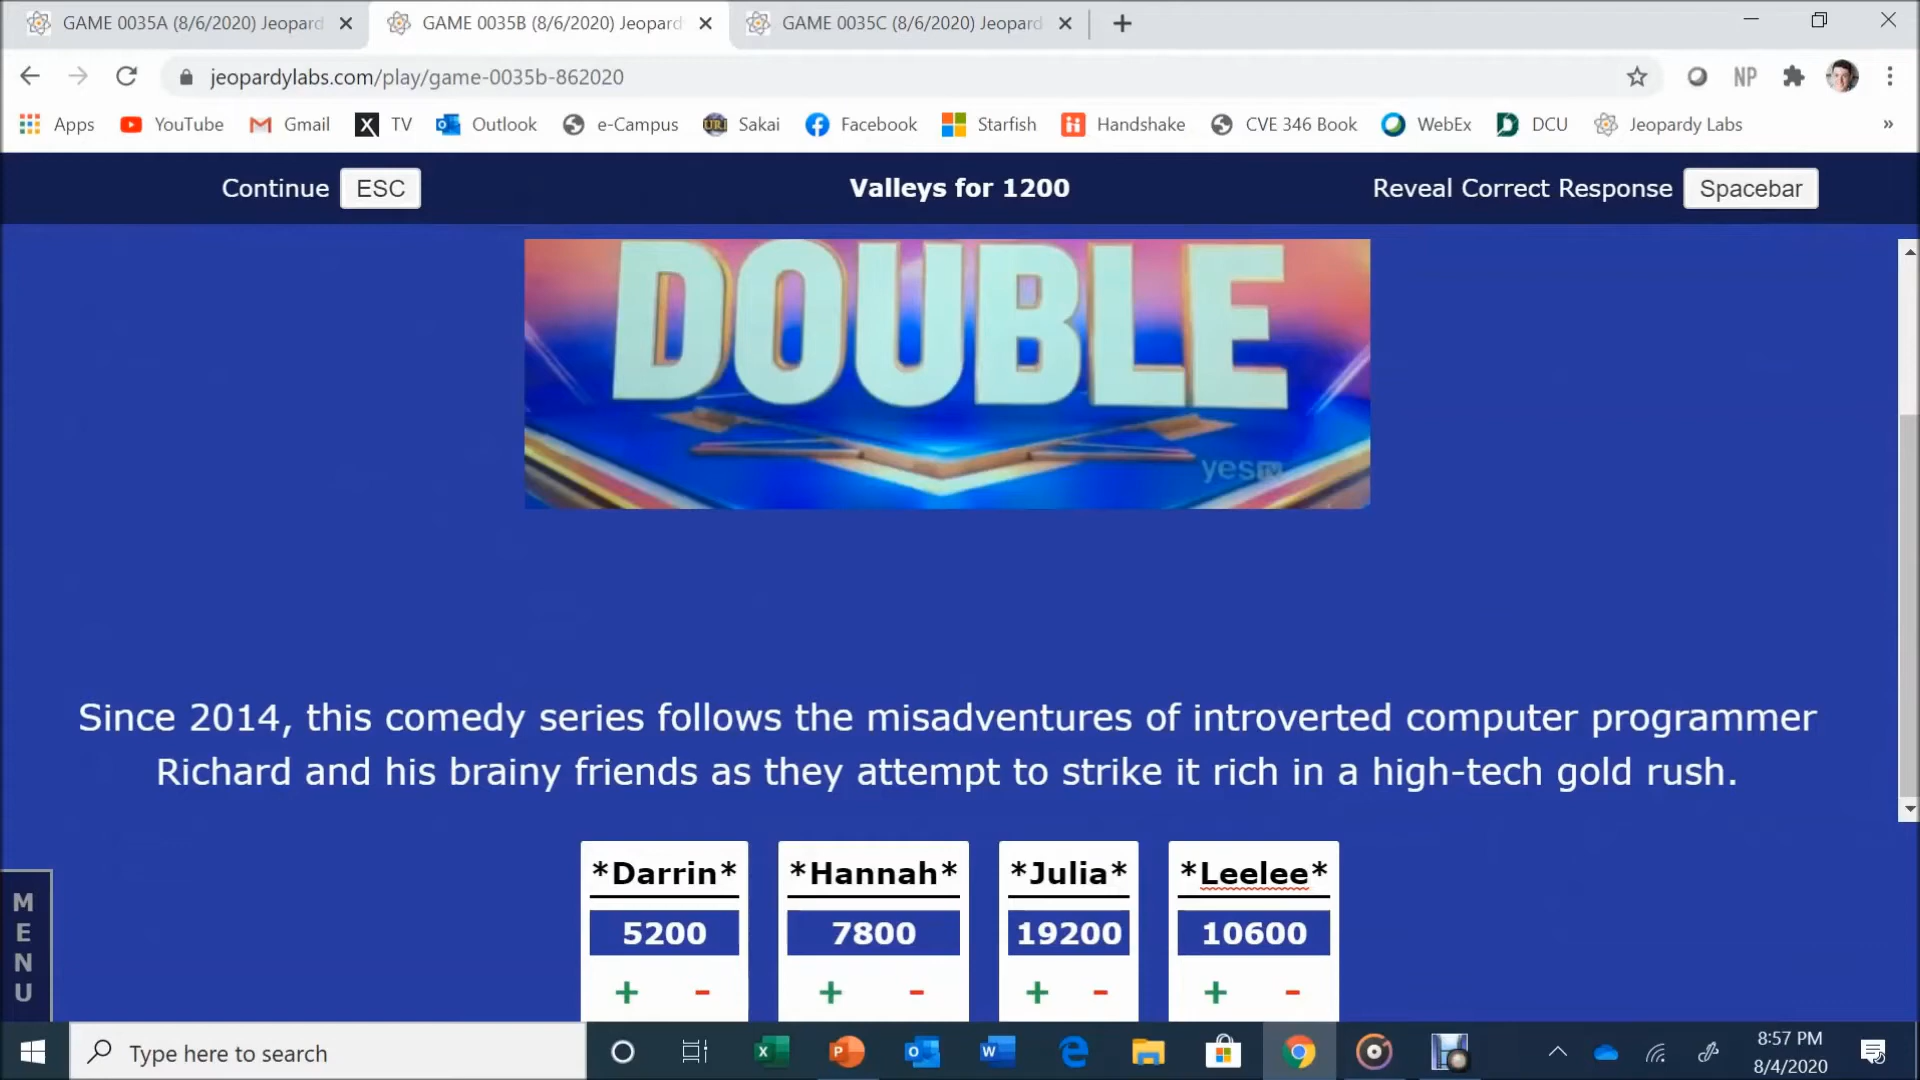 GAME 0035A (8/6/2020) Jeopard
GAME 0035B (8/6/2020) Jeopard
GAME 0035C (8/6/2020) Jeopard
jeopardylabs.com/play/game-0035b-862020
NP
Apps
YouTube
Gmail
X TV
Outlook
e-Campus
URI Sakai
Facebook
Starfish
Handshake
CVE 346 Book
WebEx
DCU
Jeopardy Labs
»
Continue ESC
Valleys for 1200
Reveal Correct Response Spacebar
DOUBLE
yes TV
Since 2014, this comedy series follows the misadventures of introverted computer programmer
Richard and his brainy friends as they attempt to strike it rich in a high-tech gold rush.
*Darrin* *Hannah* *Julia* *Leelee*
5200 7800 19200 10600
+ - + - + - + -
MENU
Type here to search
8:57 PM
8/4/2020